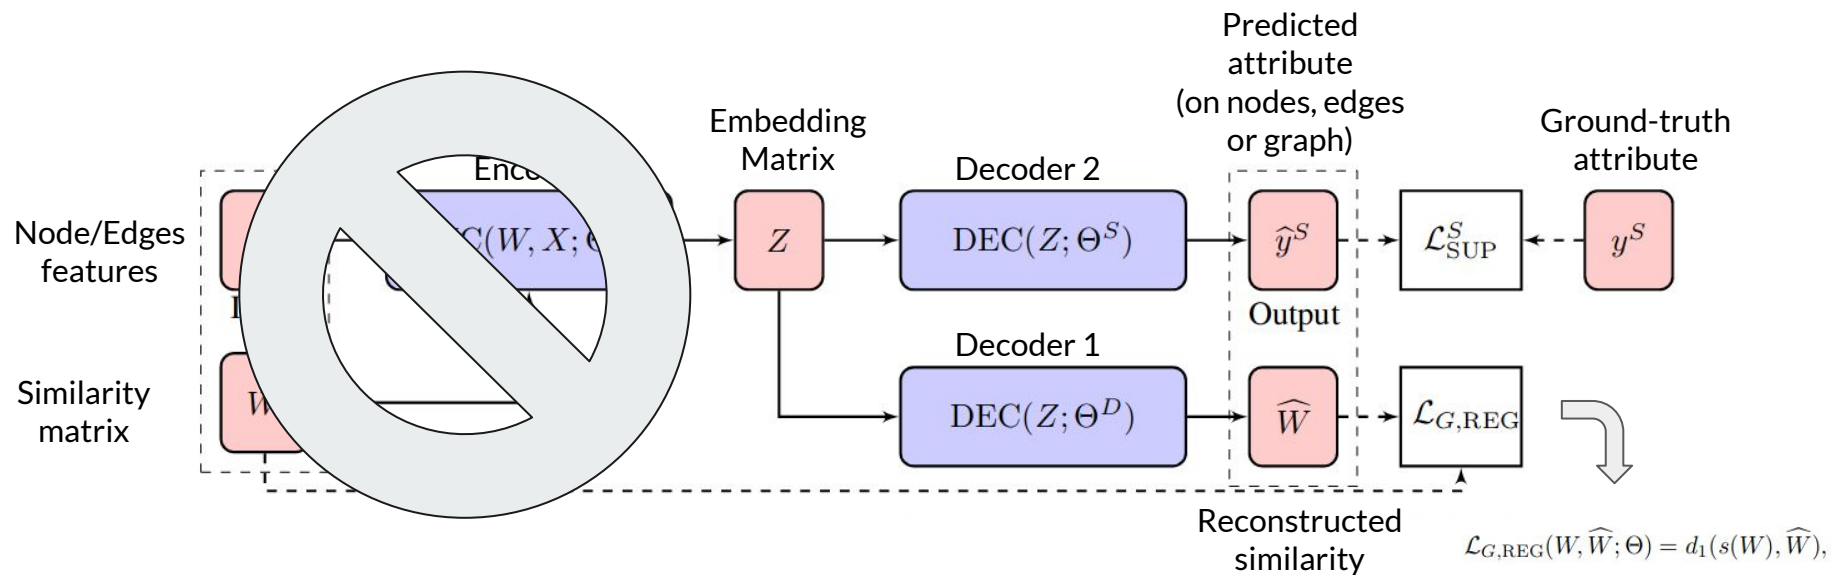 Predicted
attribute
(on nodes, edges
or graph)
Embedding
Matrix
Ground-truth
attribute
Decoder 2
Node/Edges
features
C(W, X; Θ
Z
DEC(Z; Θ^S)
ŷ^S
ℒ^S_SUP
y^S
Output
Decoder 1
Similarity
matrix
W
DEC(Z; Θ^D)
Ŵ
ℒ_G,REG
Reconstructed
similarity
ℒ_G,REG(W, Ŵ; Θ) = d₁(s(W), Ŵ),